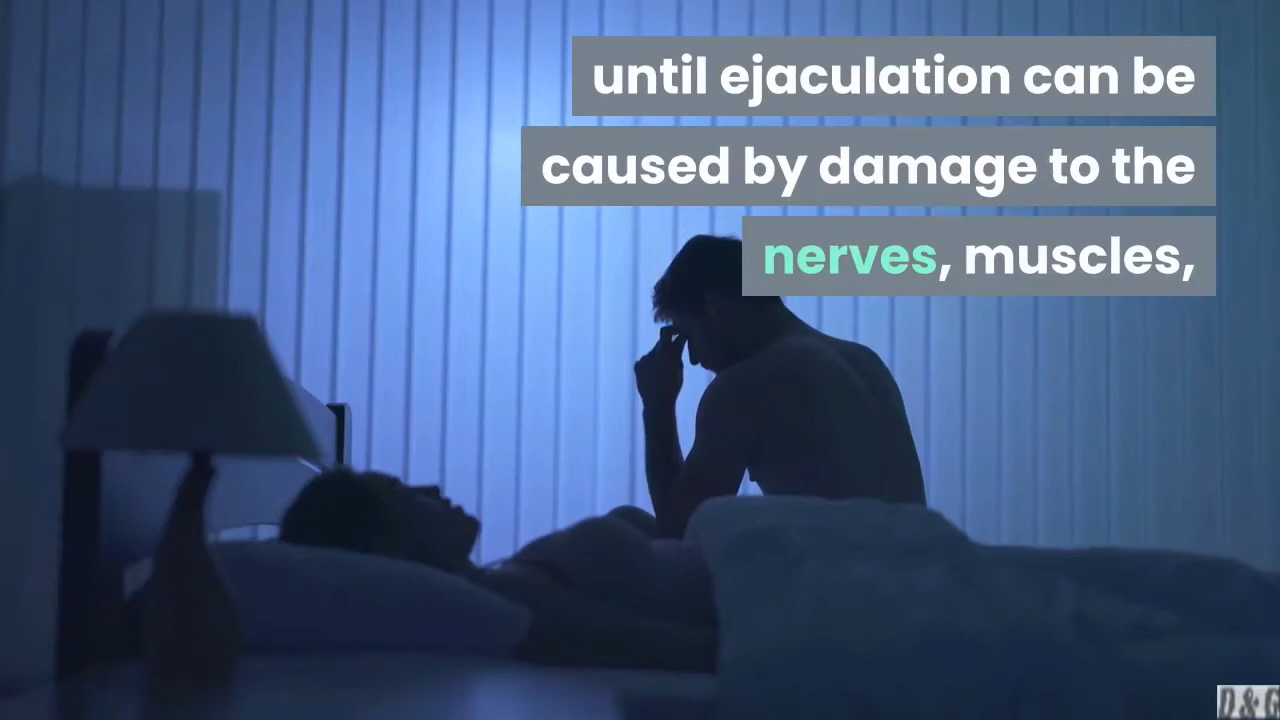 until ejaculation can be
caused by damage to the
nerves, muscles,
D & G